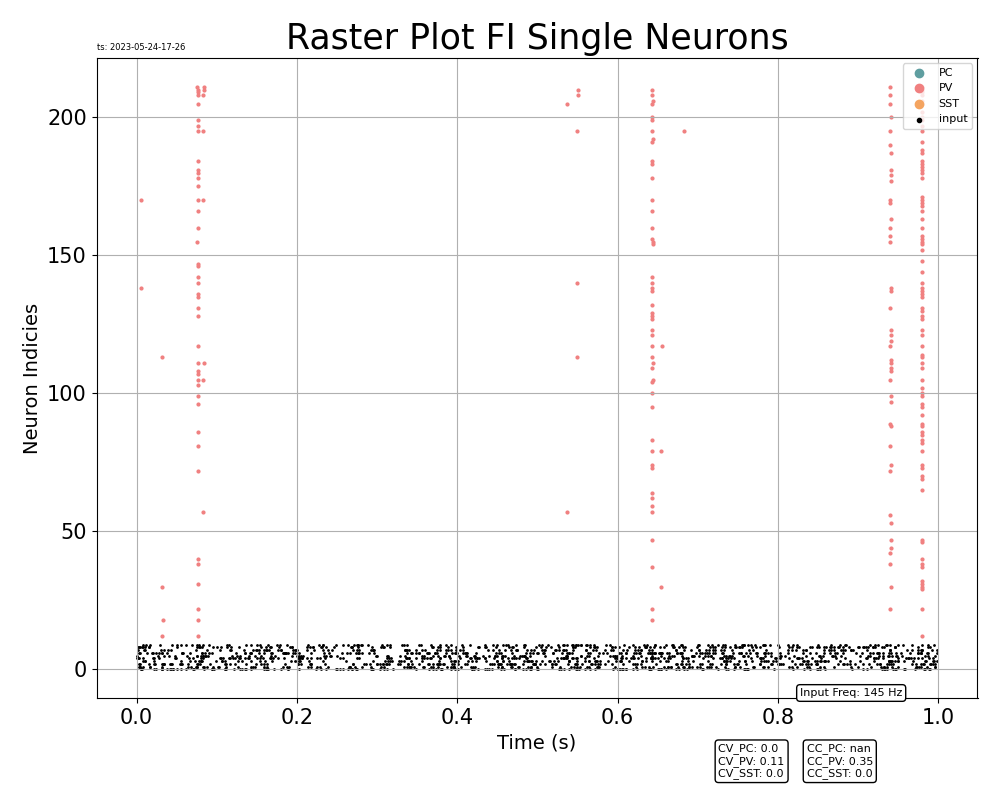 Raster Plot FI Single Neurons
ts: 2023-05-24-17-26
PC
PV
SST
input
200
150
100
50
0
Neuron Indicies
Input Freq: 145 Hz
0.0 0.2 0.4 0.6 0.8 1.0
Time (s)
CV_PC: 0.0
CV_PV: 0.11
CV_SST: 0.0
CC_PC: nan
CC_PV: 0.35
CC_SST: 0.0